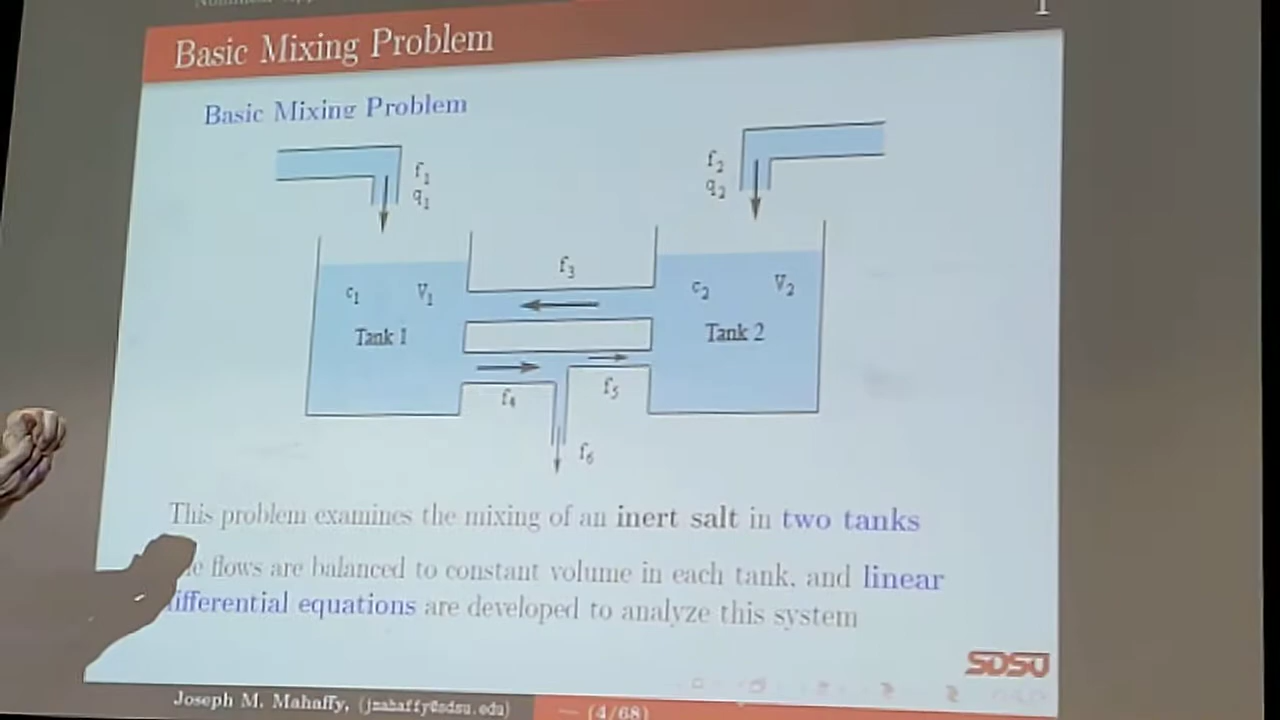 Basic Mixing Problem
Basic Mixing Problem
f1
q1
f2
q2
f3
c1 V1
c2 V2
Tank 1
Tank 2
f4
f5
f6
This problem examines the mixing of an inert salt in two tanks
flows are balanced to constant volume in each tank, and linear
differential equations are developed to analyze this system
SDSU
Joseph M. Mahaffy, (jmahaffy@sdsu.edu)
— (4/68)